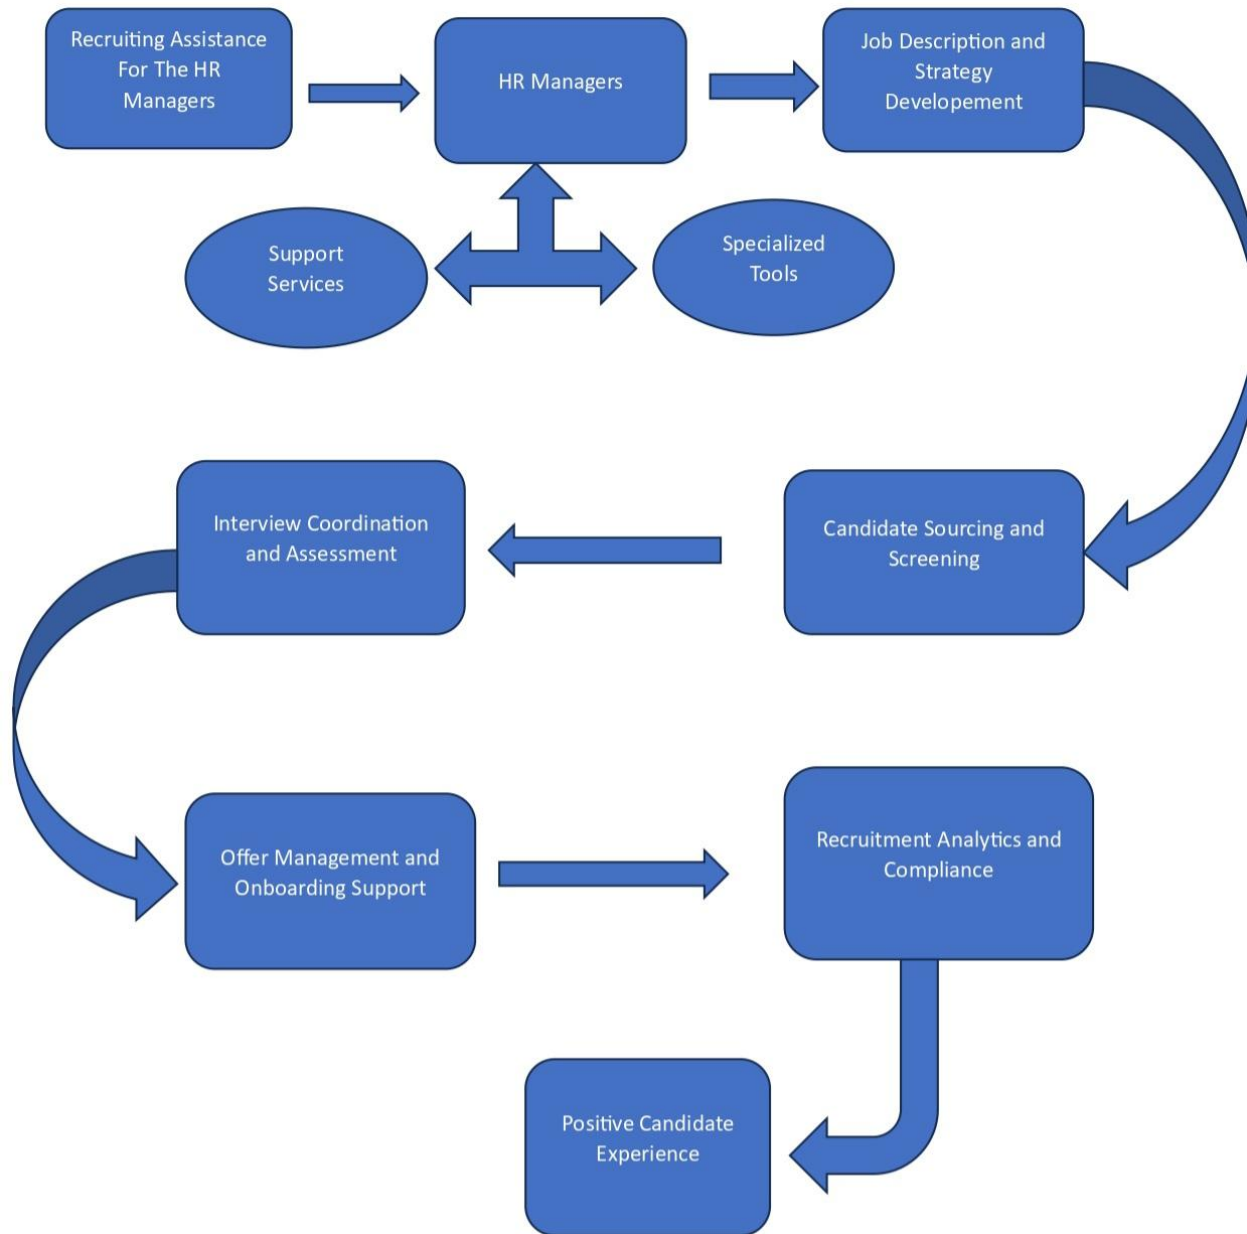 Recruiting Assistance
For The HR
Managers
HR Managers
Job Description and
Strategy
Developement
Support
Services
Specialized
Tools
Interview Coordination
and Assessment
Candidate Sourcing and
Screening
Offer Management and
Onboarding Support
Recruitment Analytics and
Compliance
Positive Candidate
Experience